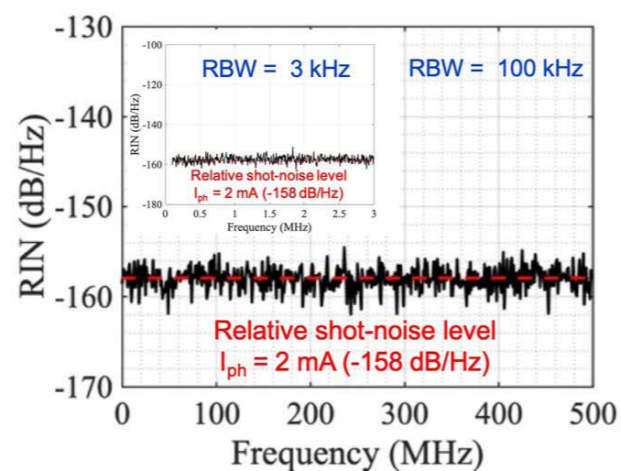 RIN (dB/Hz)
-130
-140
-150
-160
-170
RBW = 100 kHz
Relative shot-noise level
Iph = 2 mA (-158 dB/Hz)
0 100 200 300 400 500
Frequency (MHz)
RIN (dB/Hz)
-100
-120
-140
-160
-180
RBW = 3 kHz
Relative shot-noise level
Iph = 2 mA (-158 dB/Hz)
0 0.5 1 1.5 2 2.5 3
Frequency (MHz)